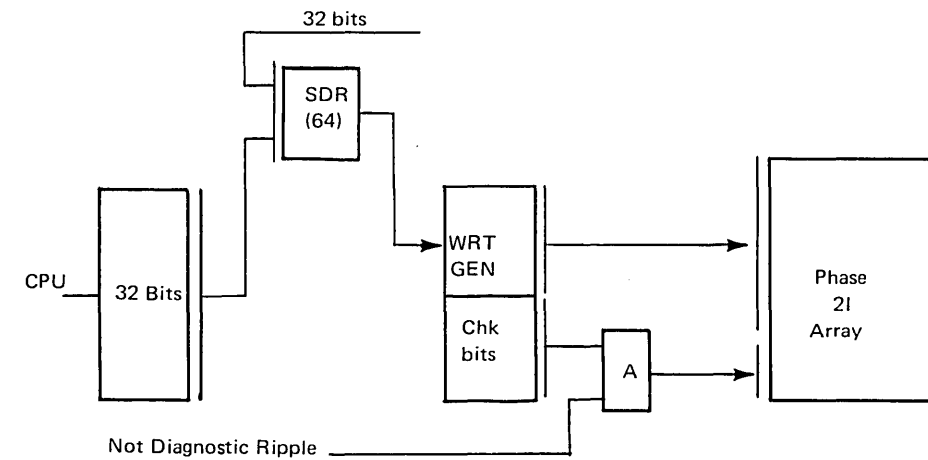 32 bits
SDR
(64)
WRT
GEN
CPU
32 Bits
Phase
2I
Array
Chk
bits
A
Not Diagnostic Ripple